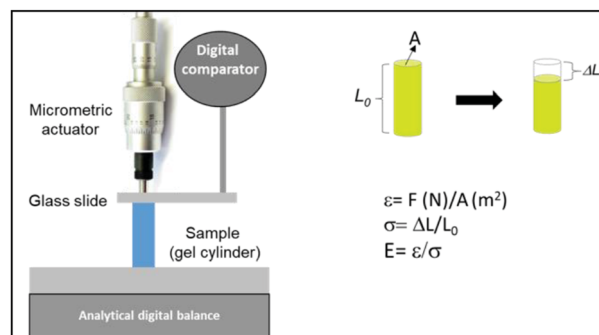 Digital
comparator
Micrometric
actuator
Glass slide
Sample
(gel cylinder)
Analytical digital balance
A
L₀
ΔL
ε= F (N)/A (m²)
σ= ΔL/L₀
E= ε/σ